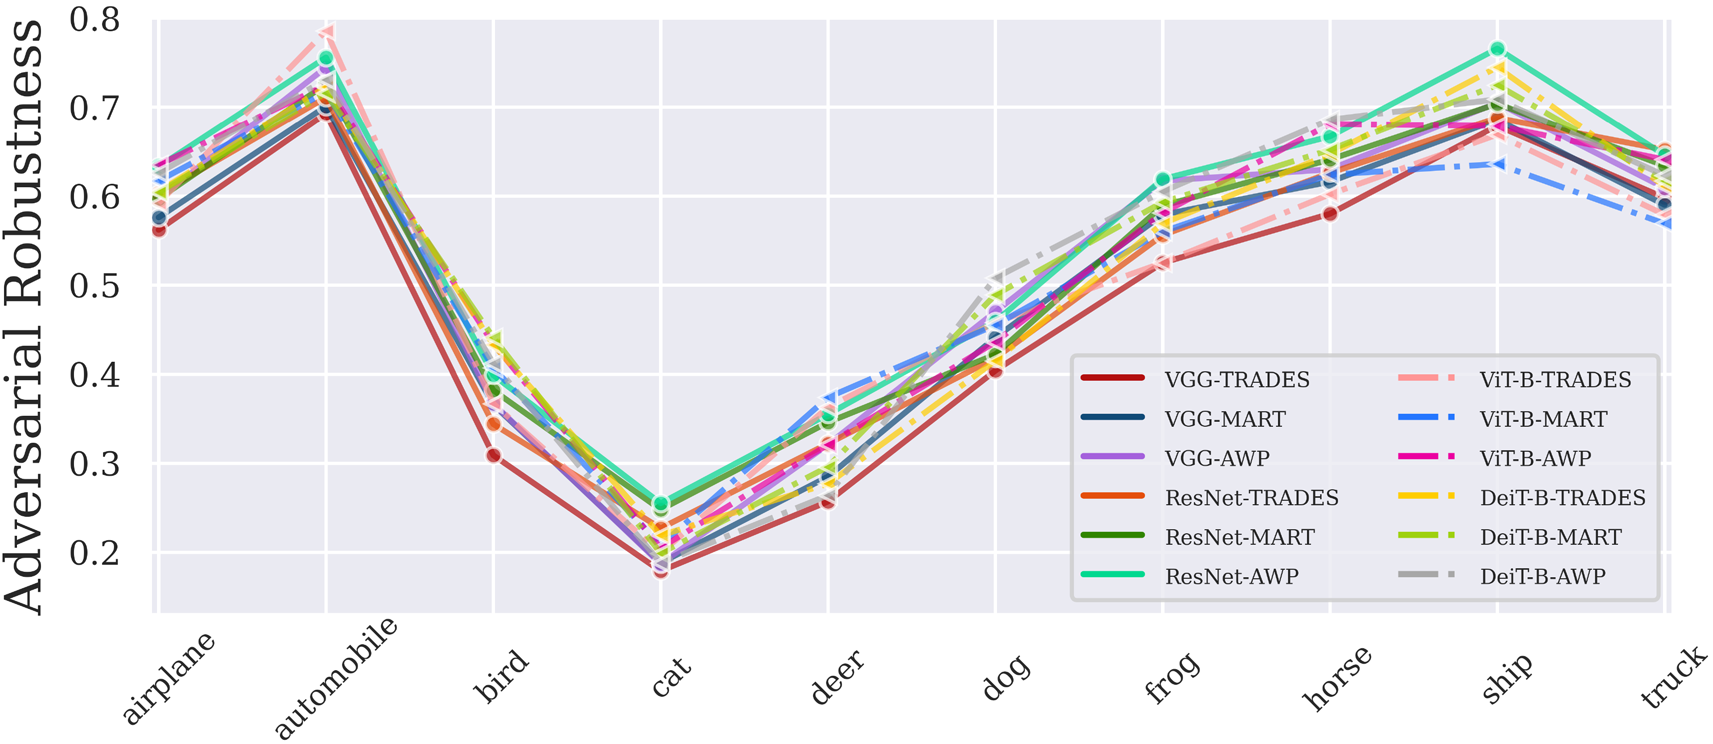 Adversarial Robustness
0.8
0.7
0.6
0.5
0.4
0.3
0.2
VGG-TRADES
VGG-MART
VGG-AWP
ResNet-TRADES
ResNet-MART
ResNet-AWP
ViT-B-TRADES
ViT-B-MART
ViT-B-AWP
DeiT-B-TRADES
DeiT-B-MART
DeiT-B-AWP
airplane
automobile
bird
cat
deer
dog
frog
horse
ship
truck